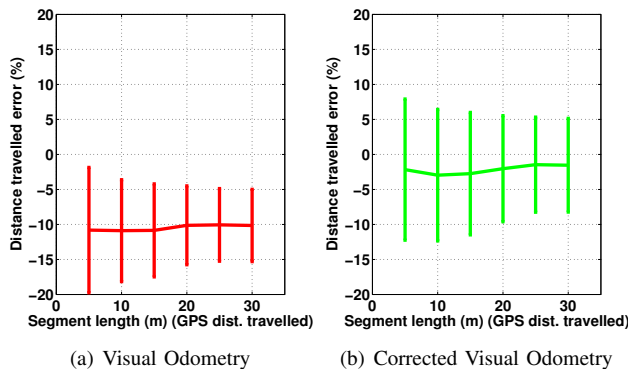 20
15
10
5
0
−5
−10
−15
−20
Distance travelled error (%)
0 10 20 30
Segment length (m) (GPS dist. travelled)
(a) Visual Odometry
20
15
10
5
0
−5
−10
−15
−20
Distance travelled error (%)
0 10 20 30
Segment length (m) (GPS dist. travelled)
(b) Corrected Visual Odometry